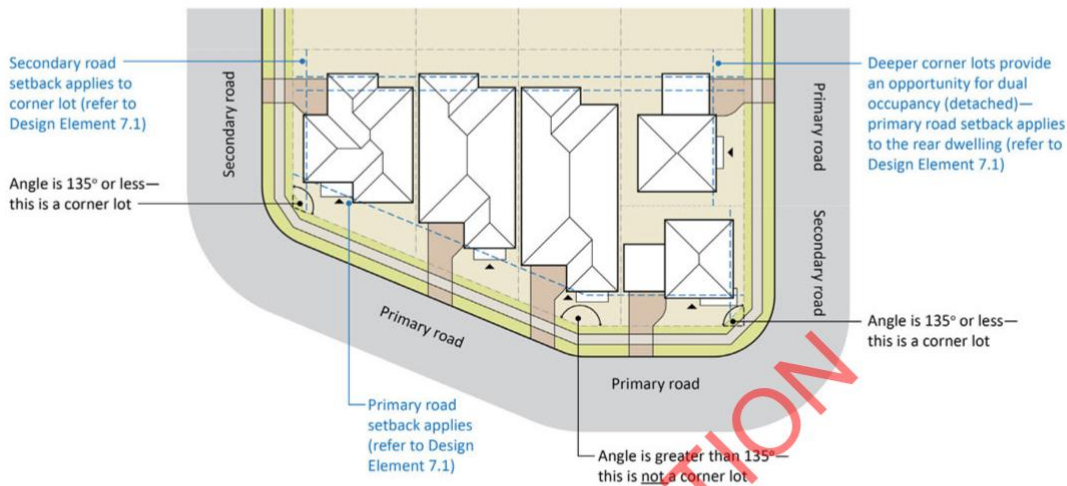 Secondary road
setback applies to
corner lot (refer to
Design Element 7.1)
Angle is 135° or less—
this is a corner lot
Secondary road
Primary road
Primary road
setback applies
(refer to Design
Element 7.1)
Primary road
Angle is greater than 135°—
this is not a corner lot
Primary road
Secondary road
Deeper corner lots provide
an opportunity for dual
occupancy (detached)—
primary road setback applies
to the rear dwelling (refer to
Design Element 7.1)
Angle is 135° or less—
this is a corner lot
TION